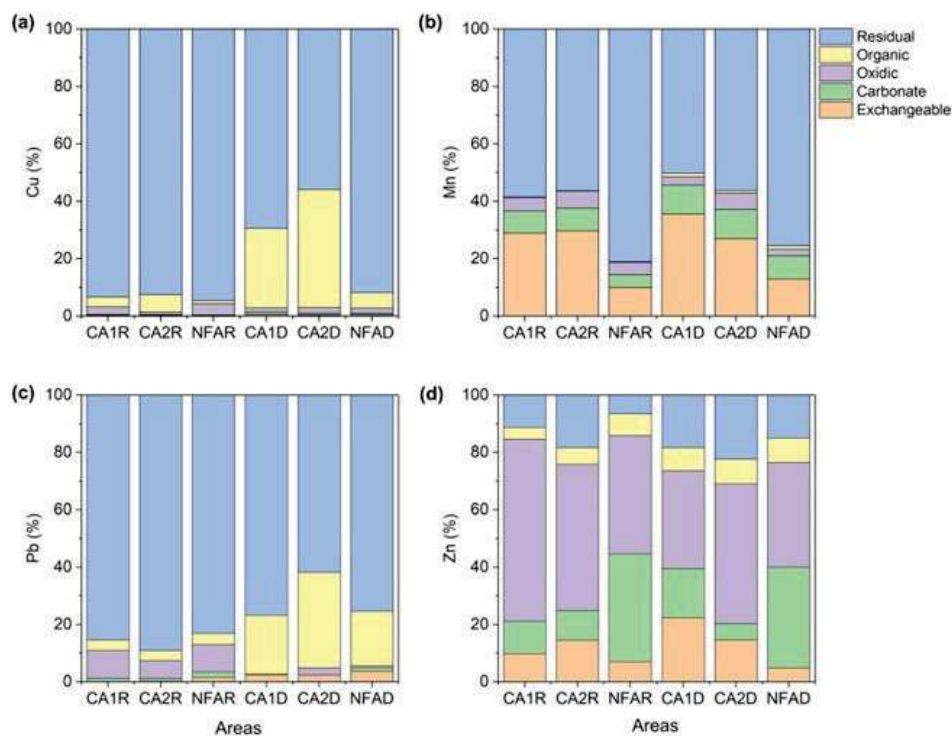 (a)
100
80
60
40
20
0
Cu (%)
CA1R CA2R NFAR CA1D CA2D NFAD
(b)
100
80
60
40
20
0
Mn (%)
CA1R CA2R NFAR CA1D CA2D NFAD
Residual
Organic
Oxidic
Carbonate
Exchangeable
(c)
100
80
60
40
20
0
Pb (%)
CA1R CA2R NFAR CA1D CA2D NFAD
Areas
(d)
100
80
60
40
20
0
Zn (%)
CA1R CA2R NFAR CA1D CA2D NFAD
Areas